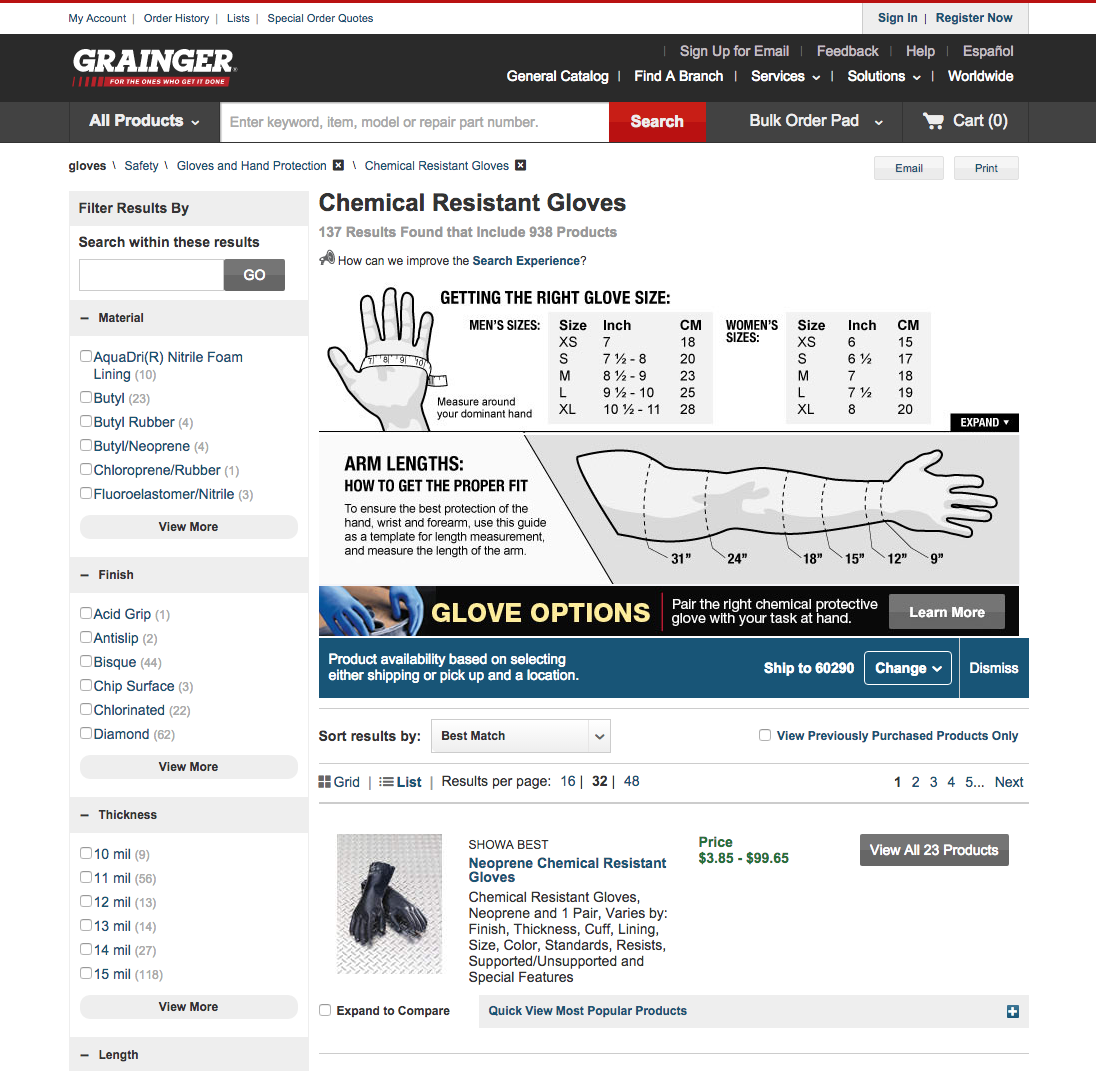 My Account | Order History | Lists | Special Order Quotes
Sign In | Register Now
GRAINGER
FOR THE ONES WHO GET IT DONE
| Sign Up for Email | Feedback | Help | Español
General Catalog | Find A Branch | Services | Solutions | Worldwide
All Products
Enter keyword, item, model or repair part number.
Search
Bulk Order Pad
Cart (0)
gloves \ Safety \ Gloves and Hand Protection \ Chemical Resistant Gloves
Email
Print
Filter Results By
Search within these results
GO
– Material
AquaDri(R) Nitrile Foam
Lining (10)
Butyl (23)
Butyl Rubber (4)
Butyl/Neoprene (4)
Chloroprene/Rubber (1)
Fluoroelastomer/Nitrile (3)
View More
– Finish
Acid Grip (1)
Antislip (2)
Bisque (44)
Chip Surface (3)
Chlorinated (22)
Diamond (62)
View More
– Thickness
10 mil (9)
11 mil (56)
12 mil (13)
13 mil (14)
14 mil (27)
15 mil (118)
View More
– Length
Chemical Resistant Gloves
137 Results Found that Include 938 Products
How can we improve the Search Experience?
GETTING THE RIGHT GLOVE SIZE:
7 8 9 10
Measure around
your dominant hand
MEN'S SIZES:
Size Inch CM
XS 7 18
S 7 ½ - 8 20
M 8 ½ - 9 23
L 9 ½ - 10 25
XL 10 ½ - 11 28
WOMEN'S
SIZES:
Size Inch CM
XS 6 15
S 6 ½ 17
M 7 18
L 7 ½ 19
XL 8 20
EXPAND ▼
ARM LENGTHS:
HOW TO GET THE PROPER FIT
To ensure the best protection of the
hand, wrist and forearm, use this guide
as a template for length measurement,
and measure the length of the arm.
31" 24" 18" 15" 12" 9"
GLOVE OPTIONS
Pair the right chemical protective
glove with your task at hand.
Learn More
Product availability based on selecting
either shipping or pick up and a location.
Ship to 60290
Change
Dismiss
Sort results by:
Best Match
View Previously Purchased Products Only
Grid | List | Results per page: 16 | 32 | 48
1 2 3 4 5... Next
SHOWA BEST
Neoprene Chemical Resistant
Gloves
Chemical Resistant Gloves,
Neoprene and 1 Pair, Varies by:
Finish, Thickness, Cuff, Lining,
Size, Color, Standards, Resists,
Supported/Unsupported and
Special Features
Price
$3.85 - $99.65
View All 23 Products
Expand to Compare
Quick View Most Popular Products